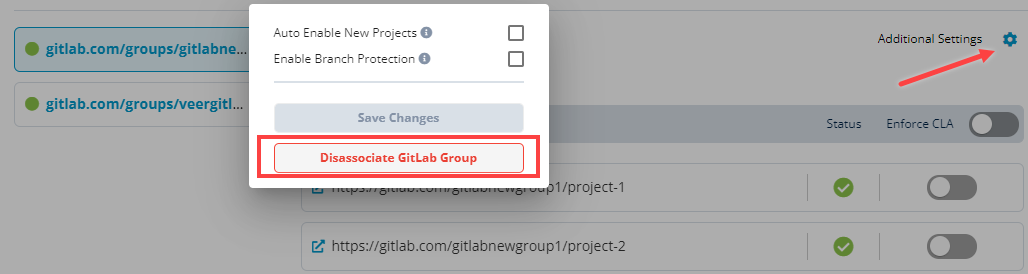 gitlab.com/groups/gitlabne...
gitlab.com/groups/veergitl...
Auto Enable New Projects
Enable Branch Protection
Save Changes
Disassociate GitLab Group
Additional Settings
Status Enforce CLA
https://gitlab.com/gitlabnewgroup1/project-1
https://gitlab.com/gitlabnewgroup1/project-2